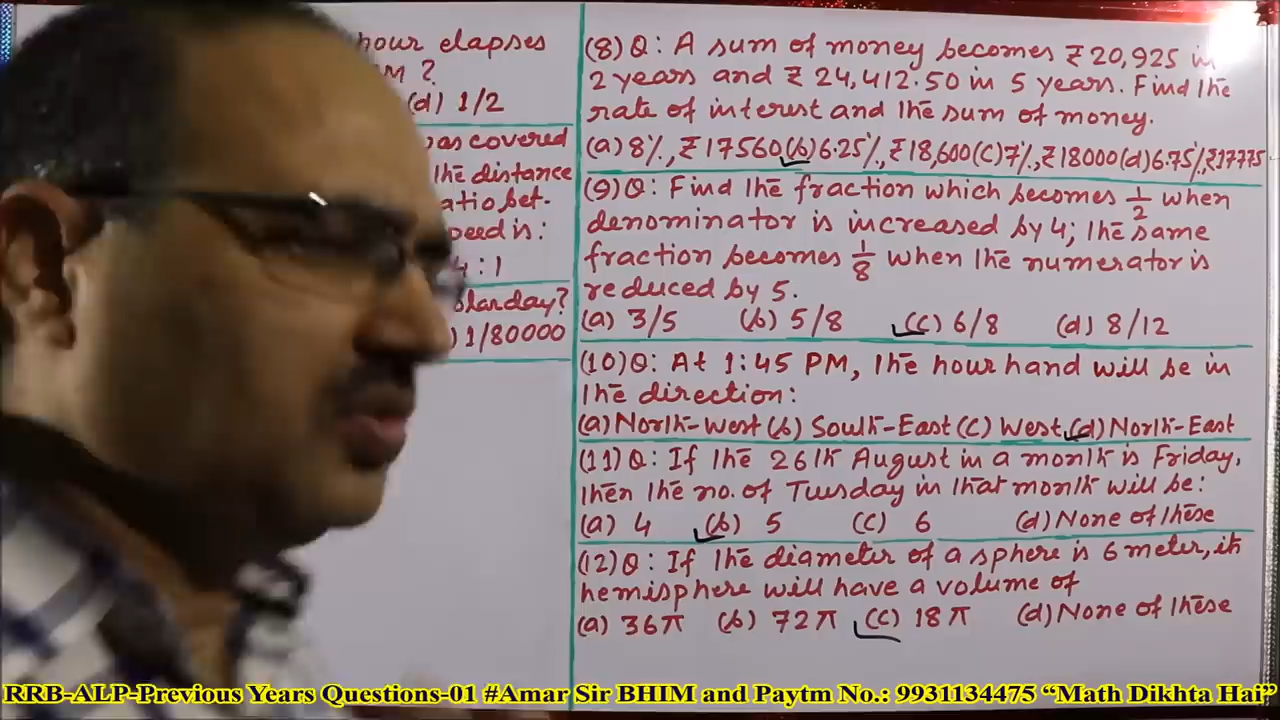 hour elapses
M ?
(d) 1/2
as covered
the distance
atio bet-
peed is :
4 : 1
olar day?
) 1/80000
(8) Q : A sum of money becomes ₹ 20,925 in
2 years and ₹ 24,412.50 in 5 years. Find the
rate of interest and the sum of money.
(a) 8%, ₹ 17560 (b) 6.25%, ₹ 18,600 (c) 7%, ₹ 18000 (d) 6.75%, ₹ 17775
(9) Q : Find the fraction which becomes 1/2 when
denominator is increased by 4; the same
fraction becomes 1/8 when the numerator is
reduced by 5.
(a) 3/5 (b) 5/8 (c) 6/8 (d) 8/12
(10) Q : At 1:45 PM, the hour hand will be in
the direction :
(a) North-West (b) South-East (c) West (d) North-East
(11) Q : If the 26th August in a month is Friday,
then the no. of Tuesday in that month will be :
(a) 4 (b) 5 (c) 6 (d) None of these
(12) Q : If the diameter of a sphere is 6 meter, it
hemisphere will have a volume of
(a) 36π (b) 72π (c) 18π (d) None of these
RRB-ALP-Previous Years Questions-01 #Amar Sir BHIM and Paytm No.: 9931134475 “Math Dikhta Hai”